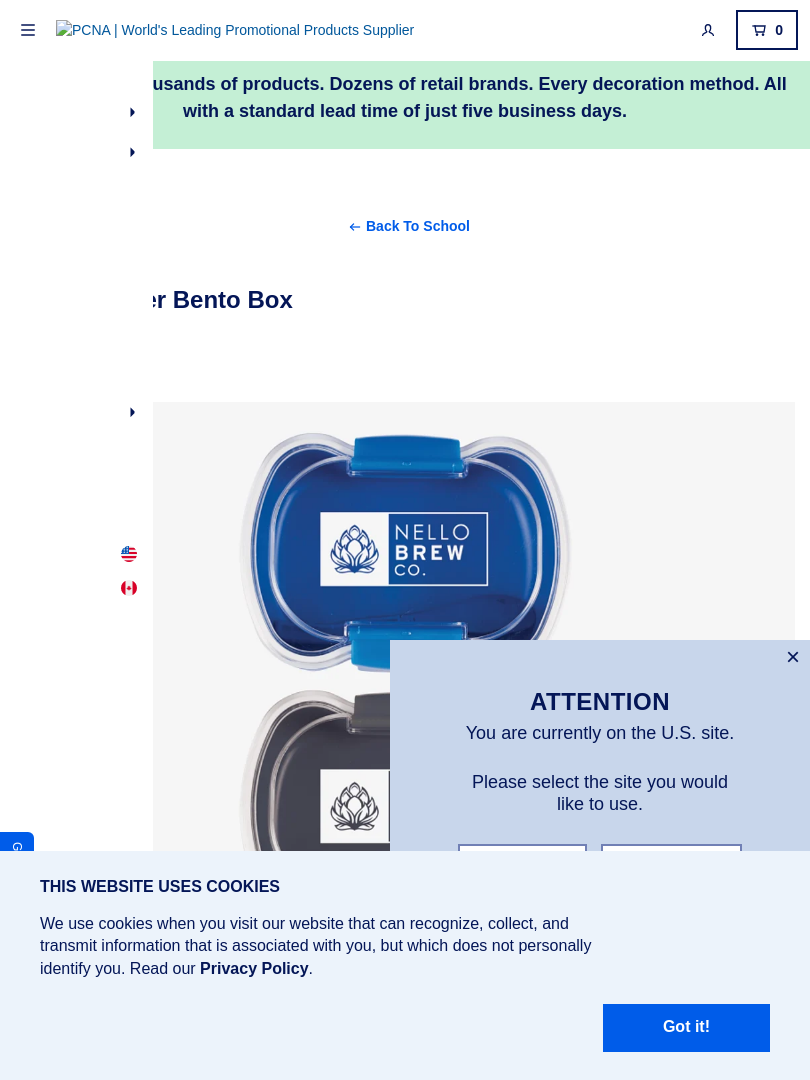 PCNA | World's Leading Promotional Products Supplier
0
of products. Dozens of retail brands. Every decoration method. All
with a standard lead time of just five business days.
Back To School
Bento Box
NELLO
BREW
CO.
ATTENTION
You are currently on the U.S. site.
Please select the site you would
like to use.
G
THIS WEBSITE USES COOKIES
We use cookies when you visit our website that can recognize, collect, and
transmit information that is associated with you, but which does not personally
identify you. Read our Privacy Policy.
Got it!